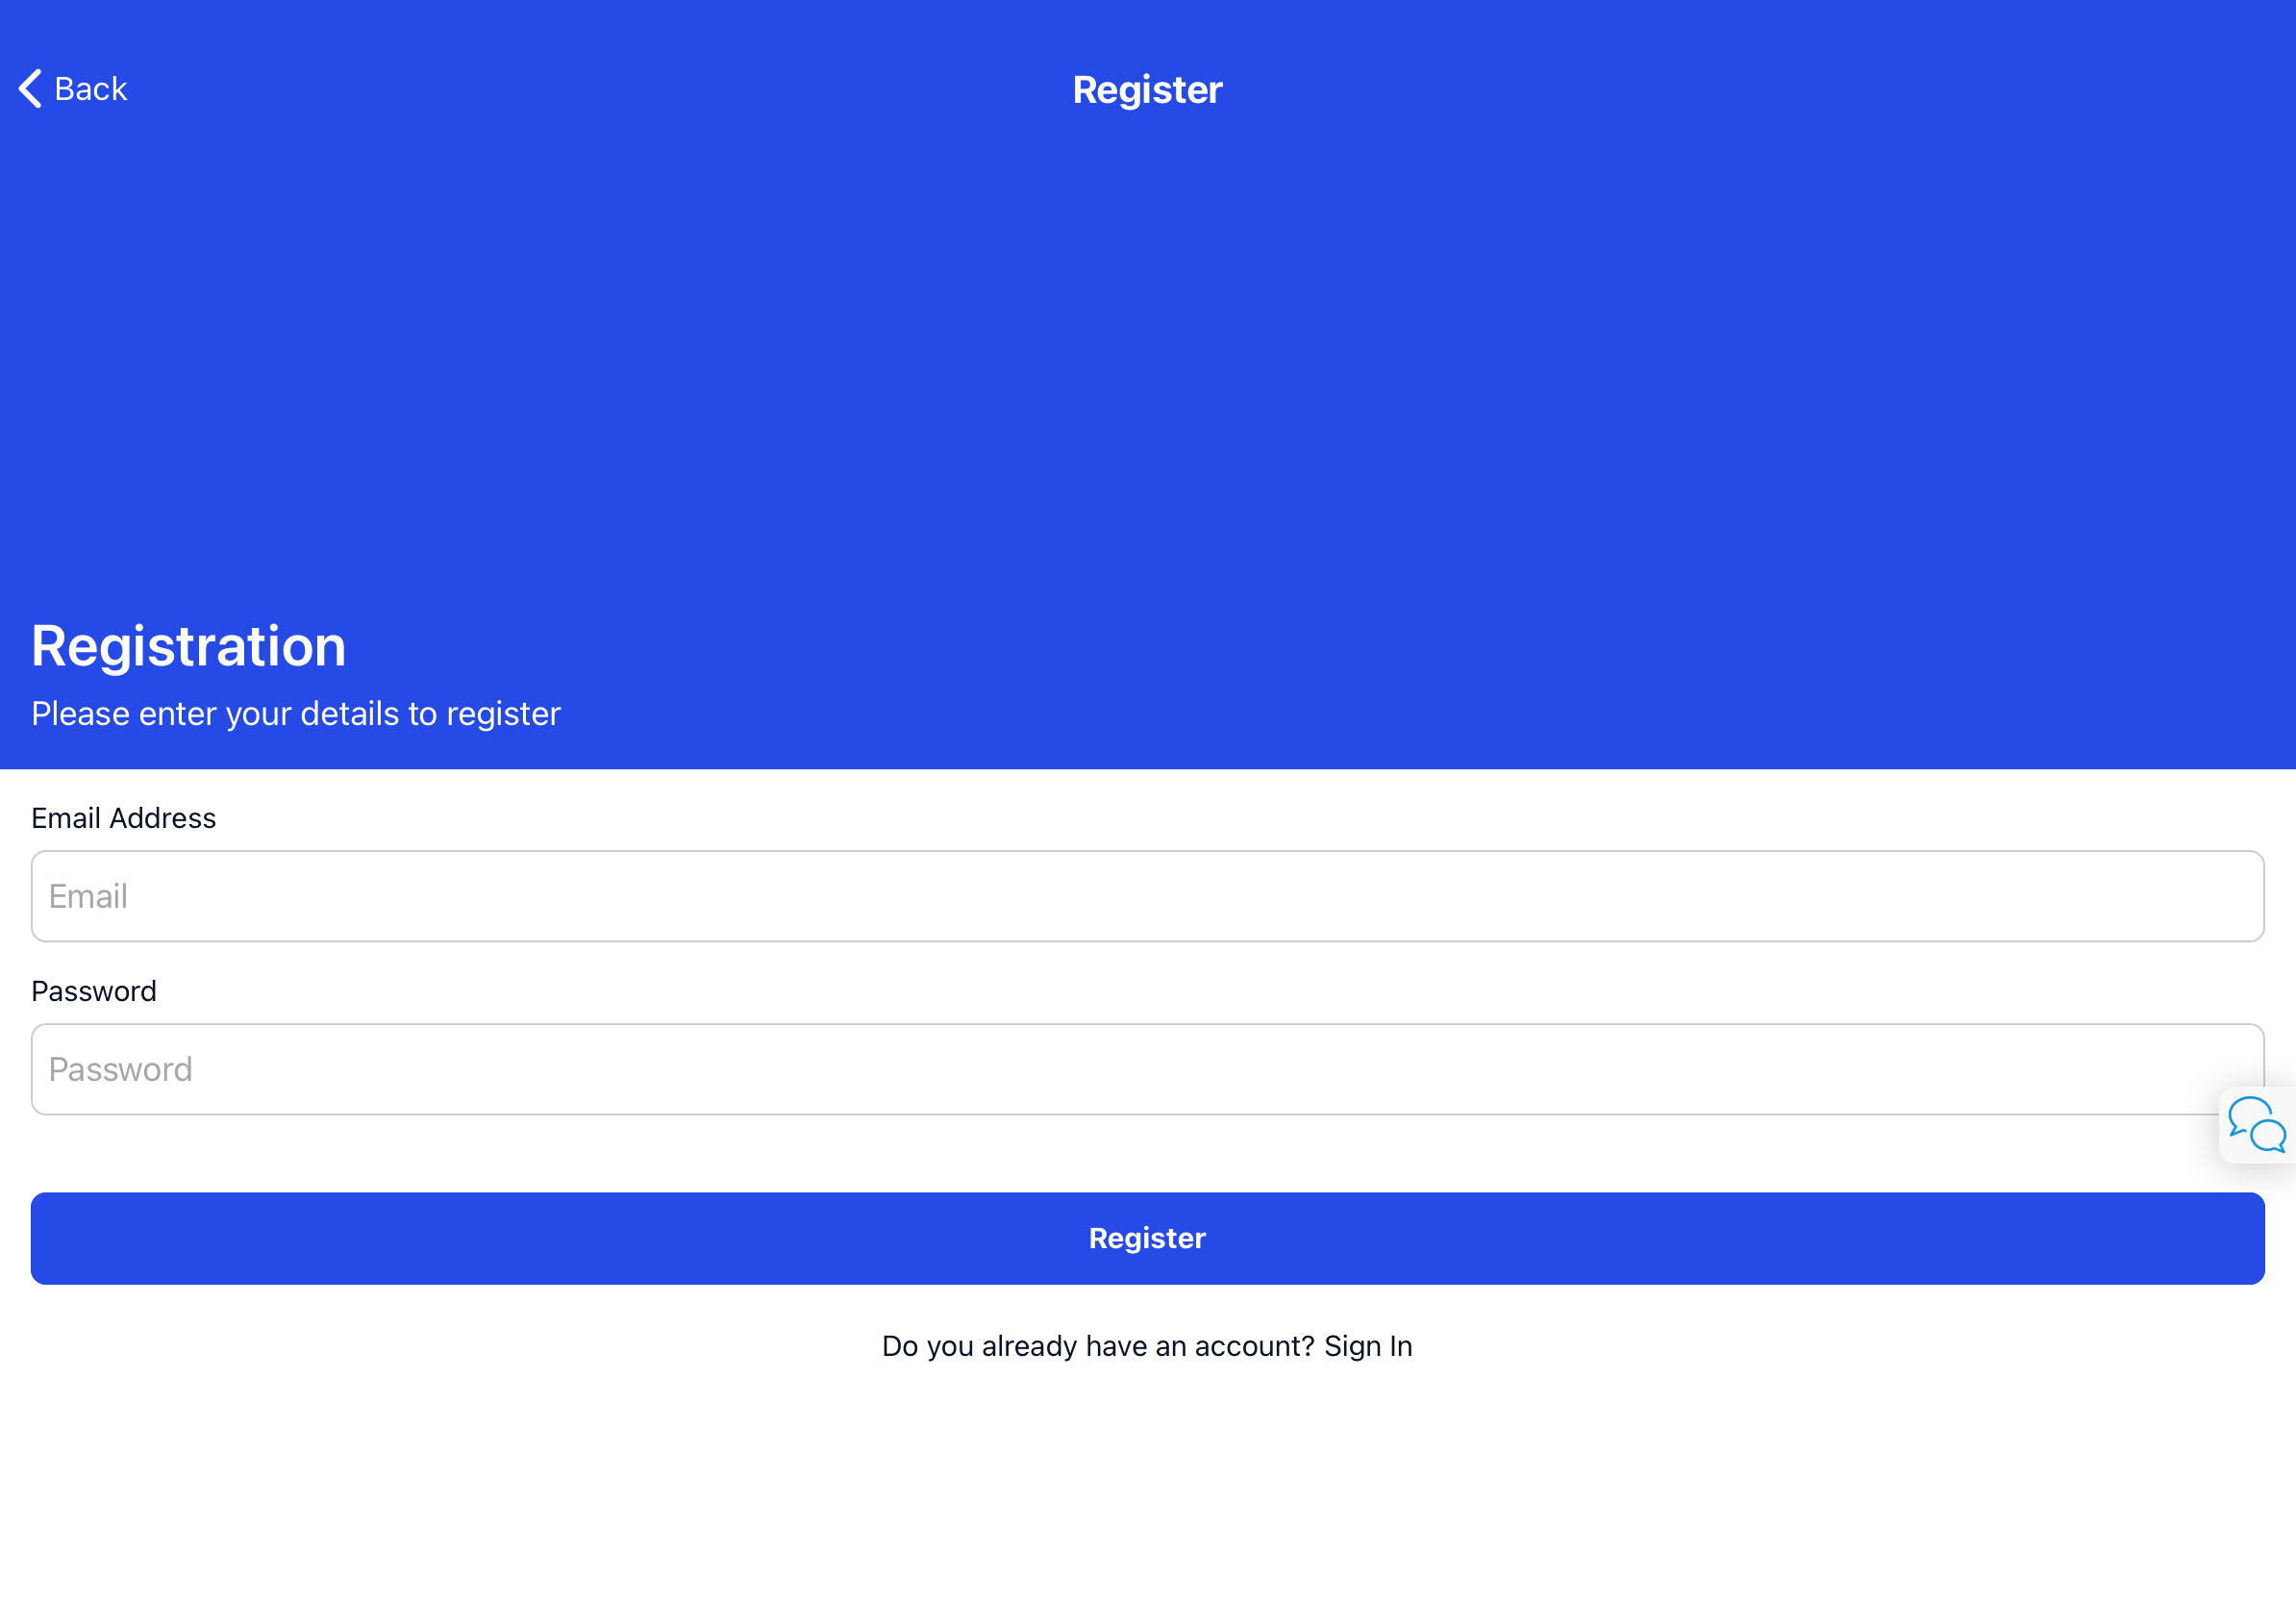 Back
Register
Registration
Please enter your details to register
Email Address
Email
Password
Password
Register
Do you already have an account? Sign In